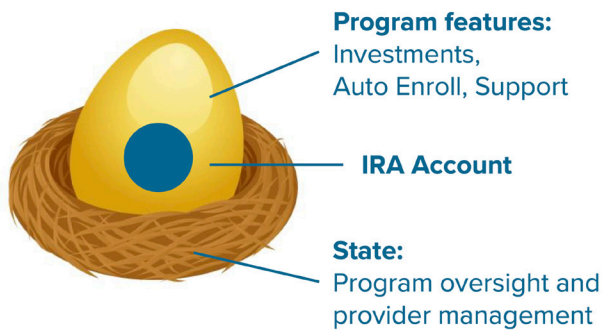 Program features:
Investments,
Auto Enroll, Support
IRA Account
State:
Program oversight and
provider management